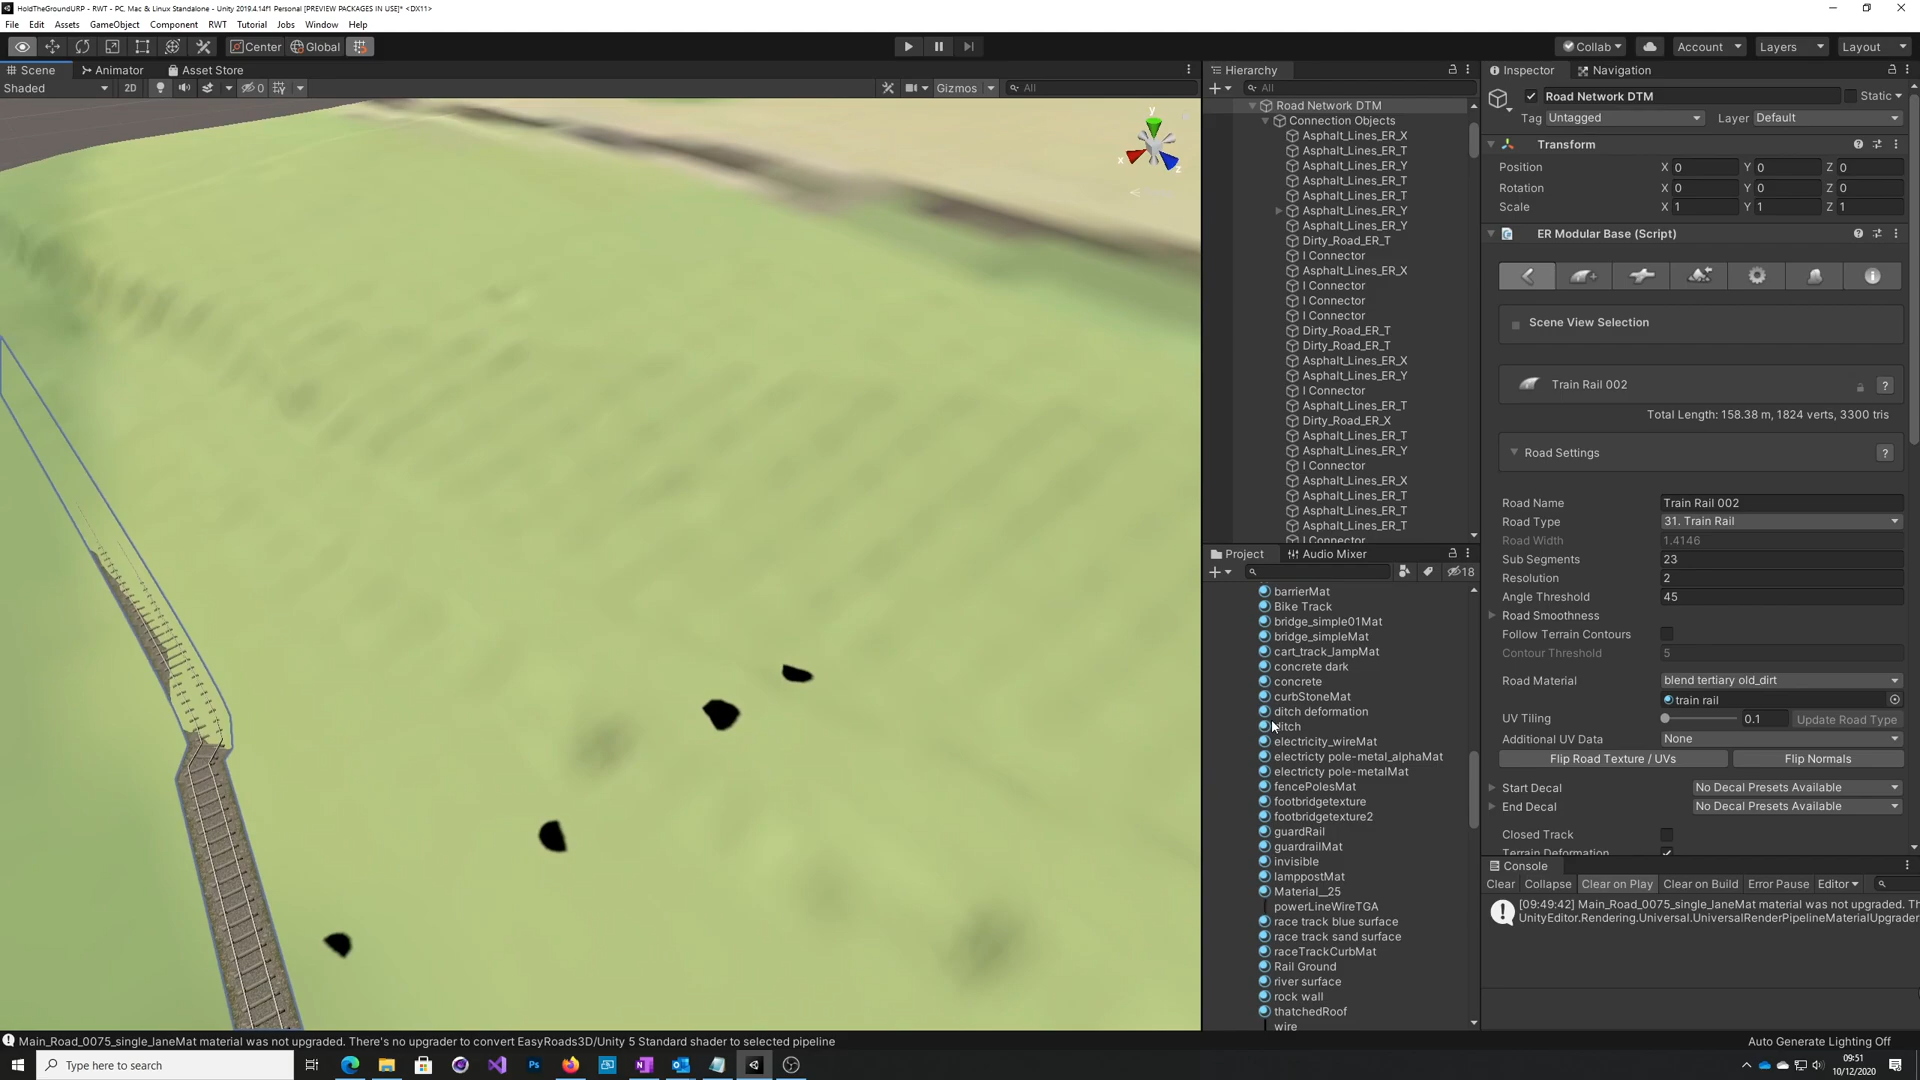 HoldTheGroundURP - RWT - PC, Mac & Linux Standalone - Unity 2019.4.14f1 Personal [PREVIEW PACKAGES IN USE]* <DX11>
File Edit Assets GameObject Component Cinemachine RWT Tutorial Jobs Window Help
Center Global
Collab Account Layers Layout
Scene Animator Asset Store
Shaded 2D 0 Gizmos All
y
x
z
Hierarchy
All
Road Network DTM
Connection Objects
Asphalt_Lines_ER_X
Asphalt_Lines_ER_T
Asphalt_Lines_ER_Y
Asphalt_Lines_ER_T
Asphalt_Lines_ER_T
Asphalt_Lines_ER_Y
Asphalt_Lines_ER_Y
Dirty_Road_ER_T
I Connector
Asphalt_Lines_ER_X
I Connector
I Connector
I Connector
Dirty_Road_ER_T
Dirty_Road_ER_T
Asphalt_Lines_ER_X
Asphalt_Lines_ER_Y
I Connector
Asphalt_Lines_ER_T
Dirty_Road_ER_X
Asphalt_Lines_ER_T
Asphalt_Lines_ER_Y
I Connector
Asphalt_Lines_ER_X
Asphalt_Lines_ER_T
Asphalt_Lines_ER_T
Asphalt_Lines_ER_T
I Connector
Project Audio Mixer
18
barrierMat
Bike Track
bridge_simple01Mat
bridge_simpleMat
cart_track_lampMat
concrete dark
concrete
curbStoneMat
ditch deformation
ditch
electricity_wireMat
electricty pole-metal_alphaMat
electricty pole-metalMat
fencePolesMat
footbridgetexture
footbridgetexture2
guardRail
guardrailMat
invisible
lamppostMat
Material__25
powerLineWireTGA
race track blue surface
race track sand surface
raceTrackCurbMat
Rail Ground
river surface
rock wall
thatchedRoof
wire
Inspector Navigation
Road Network DTM Static
Tag Untagged Layer Default
Transform
Position X 0 Y 0 Z 0
Rotation X 0 Y 0 Z 0
Scale X 1 Y 1 Z 1
ER Modular Base (Script)
Scene View Selection
Train Rail 002 ?
Total Length: 158.38 m, 1824 verts, 3300 tris
Road Settings ?
Road Name Train Rail 002
Road Type 31. Train Rail
Road Width 1.4146
Sub Segments 23
Resolution 2
Angle Threshold 45
Road Smoothness
Follow Terrain Contours
Contour Threshold 5
Road Material blend tertiary old_dirt
train rail
UV Tiling 0.1 Update Road Type
Additional UV Data None
Flip Road Texture / UVs Flip Normals
Start Decal No Decal Presets Available
End Decal No Decal Presets Available
Closed Track
Terrain Deformation
Console
Clear Collapse Clear on Play Clear on Build Error Pause Editor
[09:49:42] Main_Road_0075_single_laneMat material was not upgraded. T
UnityEditor.Rendering.Universal.UniversalRenderPipelineMaterialUpgrader
Main_Road_0075_single_laneMat material was not upgraded. There's no upgrader to convert EasyRoads3D/Unity 5 Standard shader to selected pipeline
Auto Generate Lighting Off
Type here to search
09:51
10/12/2020